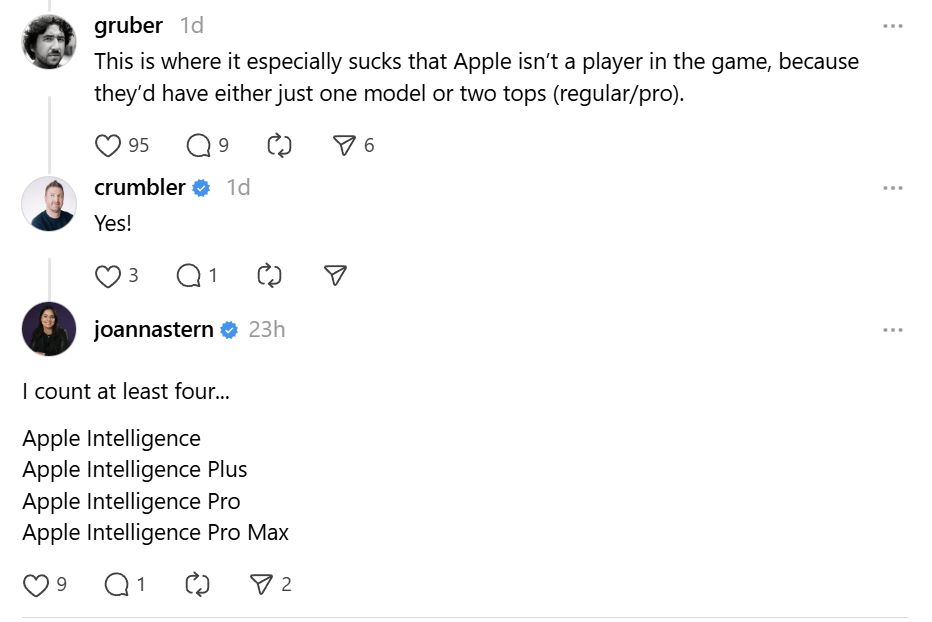 gruber 1d
This is where it especially sucks that Apple isn’t a player in the game, because
they’d have either just one model or two tops (regular/pro).
95 9 6
crumbler 1d
Yes!
3 1
joannastern 23h
I count at least four...
Apple Intelligence
Apple Intelligence Plus
Apple Intelligence Pro
Apple Intelligence Pro Max
9 1 2